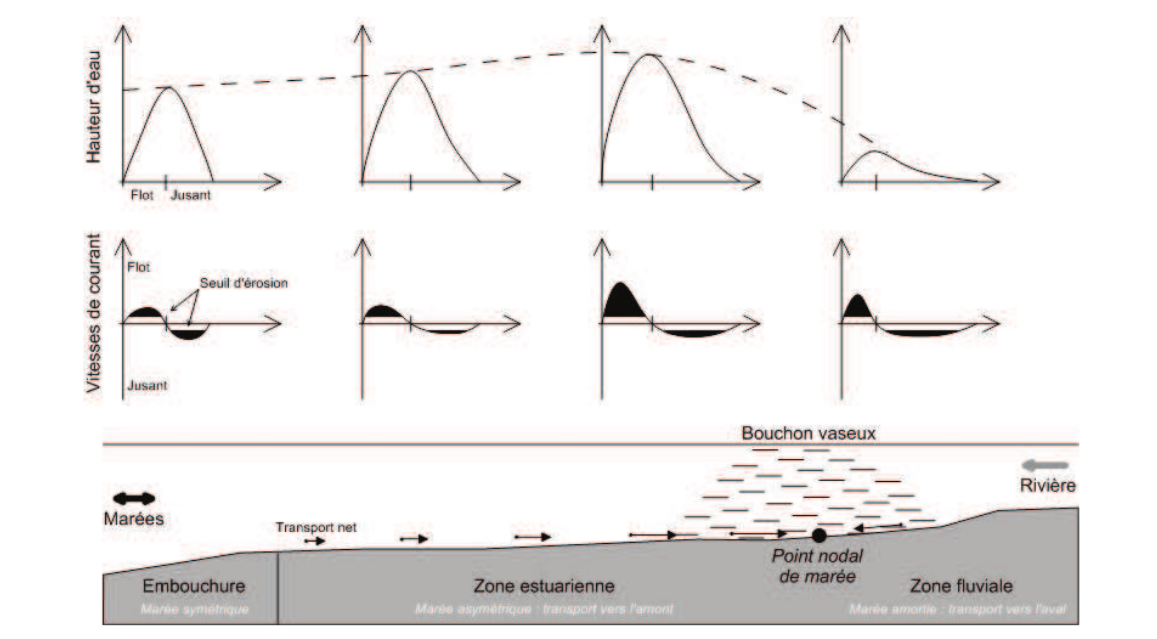 Hauteur d'eau
Flot
Jusant
Vitesses de courant
Flot
Seuil d'érosion
Jusant
Bouchon vaseux
Rivière
Marées
Transport net
Point nodal
de marée
Embouchure
Zone estuarienne
Zone fluviale
Marée symétrique
Marée asymétrique : transport vers l'amont
Marée amortie : transport vers l'aval